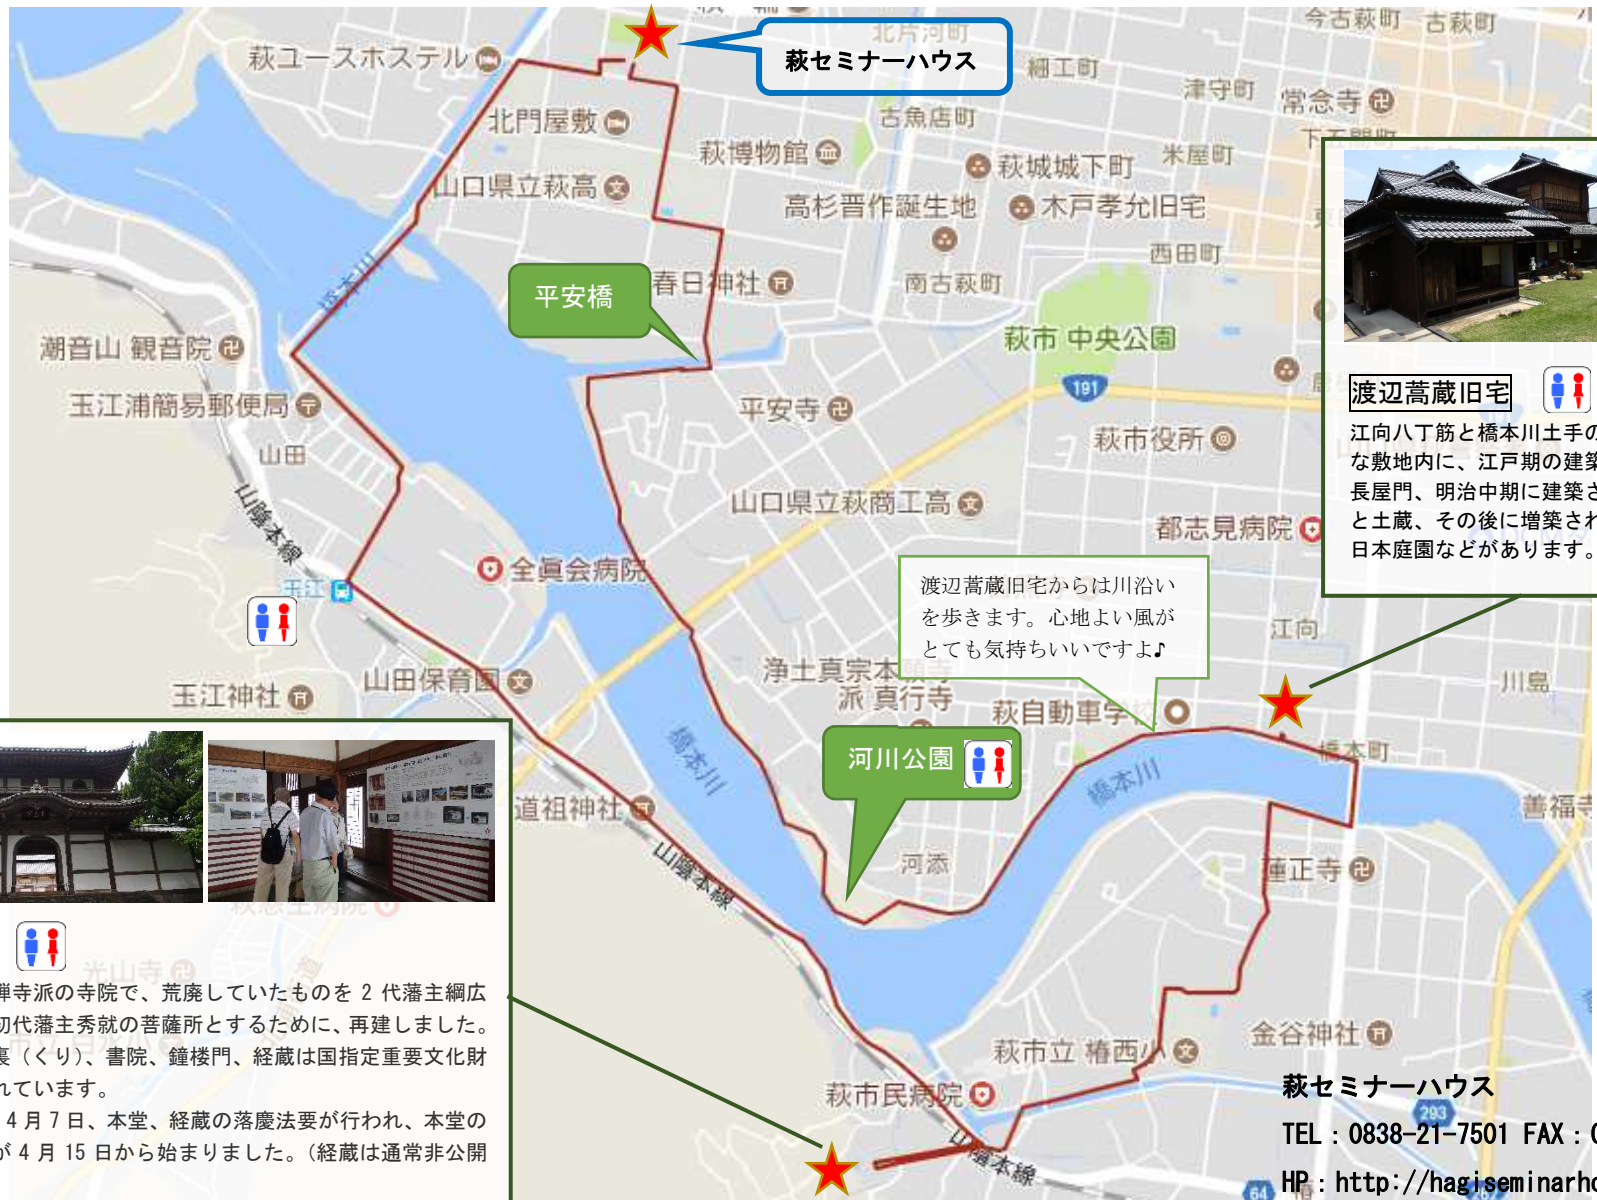 今古萩町
古萩町
北片河町
萩セミナーハウス
萩ユースホステル
細工町
津守町
常念寺
北門屋敷
古魚店町
萩博物館
米屋町
萩城城下町
山口県立萩高
高杉晋作誕生地
木戸孝允旧宅
西田町
橋本川
春日神社
南古萩町
平安橋
萩市 中央公園
潮音山 観音院
191
玉江浦簡易郵便局
平安寺
渡辺蒿蔵旧宅
萩市役所
江向八丁筋と橋本川土手の
な敷地内に、江戸期の建築
長屋門、明治中期に建築さ
と土蔵、その後に増築され
日本庭園などがあります。
山田
山陰本線
山口県立萩商工高
都志見病院
全眞会病院
玉江
渡辺蒿蔵旧宅からは川沿い
を歩きます。心地よい風が
とても気持ちいいですよ♪
江向
山田保育園
浄土真宗本願寺
派 真行寺
川島
玉江神社
萩自動車学校
橋本川
河川公園
橋本町
橋本川
道祖神社
善福寺
山陰本線
河添
蓮正寺
光山寺
禅寺派の寺院で、荒廃していたものを 2 代藩主綱広
初代藩主秀就の菩薩所とするために、再建しました。
裏（くり）、書院、鐘楼門、経蔵は国指定重要文化財
れています。
4 月 7 日、本堂、経蔵の落慶法要が行われ、本堂の
が 4 月 15 日から始まりました。（経蔵は通常非公開
金谷神社
萩市立 椿西小
萩市民病院
293
山陰本線
64
萩セミナーハウス
TEL：0838-21-7501 FAX：0
HP：http://hagiseminarho